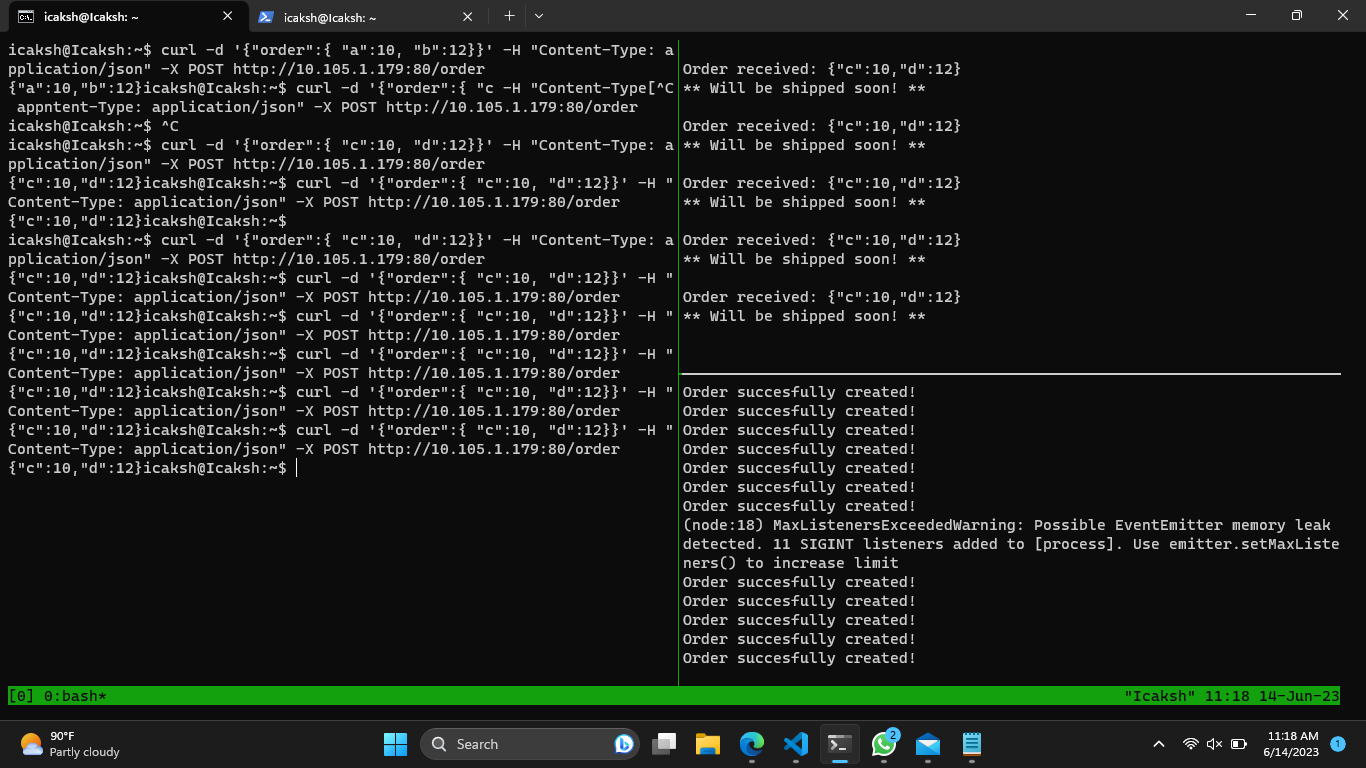 icaksh@Icaksh: ~
icaksh@Icaksh: ~
icaksh@Icaksh:~$ curl -d '{"order":{ "a":10, "b":12}}' -H "Content-Type: a
pplication/json" -X POST http://10.105.1.179:80/order
{"a":10,"b":12}icaksh@Icaksh:~$ curl -d '{"order":{ "c -H "Content-Type[^C
 appntent-Type: application/json" -X POST http://10.105.1.179:80/order
icaksh@Icaksh:~$ ^C
icaksh@Icaksh:~$ curl -d '{"order":{ "c":10, "d":12}}' -H "Content-Type: a
pplication/json" -X POST http://10.105.1.179:80/order
{"c":10,"d":12}icaksh@Icaksh:~$ curl -d '{"order":{ "c":10, "d":12}}' -H "
Content-Type: application/json" -X POST http://10.105.1.179:80/order
{"c":10,"d":12}icaksh@Icaksh:~$
icaksh@Icaksh:~$ curl -d '{"order":{ "c":10, "d":12}}' -H "Content-Type: a
pplication/json" -X POST http://10.105.1.179:80/order
{"c":10,"d":12}icaksh@Icaksh:~$ curl -d '{"order":{ "c":10, "d":12}}' -H "
Content-Type: application/json" -X POST http://10.105.1.179:80/order
{"c":10,"d":12}icaksh@Icaksh:~$ curl -d '{"order":{ "c":10, "d":12}}' -H "
Content-Type: application/json" -X POST http://10.105.1.179:80/order
{"c":10,"d":12}icaksh@Icaksh:~$ curl -d '{"order":{ "c":10, "d":12}}' -H "
Content-Type: application/json" -X POST http://10.105.1.179:80/order
{"c":10,"d":12}icaksh@Icaksh:~$ curl -d '{"order":{ "c":10, "d":12}}' -H "
Content-Type: application/json" -X POST http://10.105.1.179:80/order
{"c":10,"d":12}icaksh@Icaksh:~$ curl -d '{"order":{ "c":10, "d":12}}' -H "
Content-Type: application/json" -X POST http://10.105.1.179:80/order
{"c":10,"d":12}icaksh@Icaksh:~$
Order received: {"c":10,"d":12}
** Will be shipped soon! **
Order received: {"c":10,"d":12}
** Will be shipped soon! **
Order received: {"c":10,"d":12}
** Will be shipped soon! **
Order received: {"c":10,"d":12}
** Will be shipped soon! **
Order received: {"c":10,"d":12}
** Will be shipped soon! **
Order succesfully created!
Order succesfully created!
Order succesfully created!
Order succesfully created!
Order succesfully created!
Order succesfully created!
Order succesfully created!
(node:18) MaxListenersExceededWarning: Possible EventEmitter memory leak
detected. 11 SIGINT listeners added to [process]. Use emitter.setMaxListe
ners() to increase limit
Order succesfully created!
Order succesfully created!
Order succesfully created!
Order succesfully created!
Order succesfully created!
[0] 0:bash*
"Icaksh" 11:18 14-Jun-23
90°F
Partly cloudy
Search
2
11:18 AM
6/14/2023
1